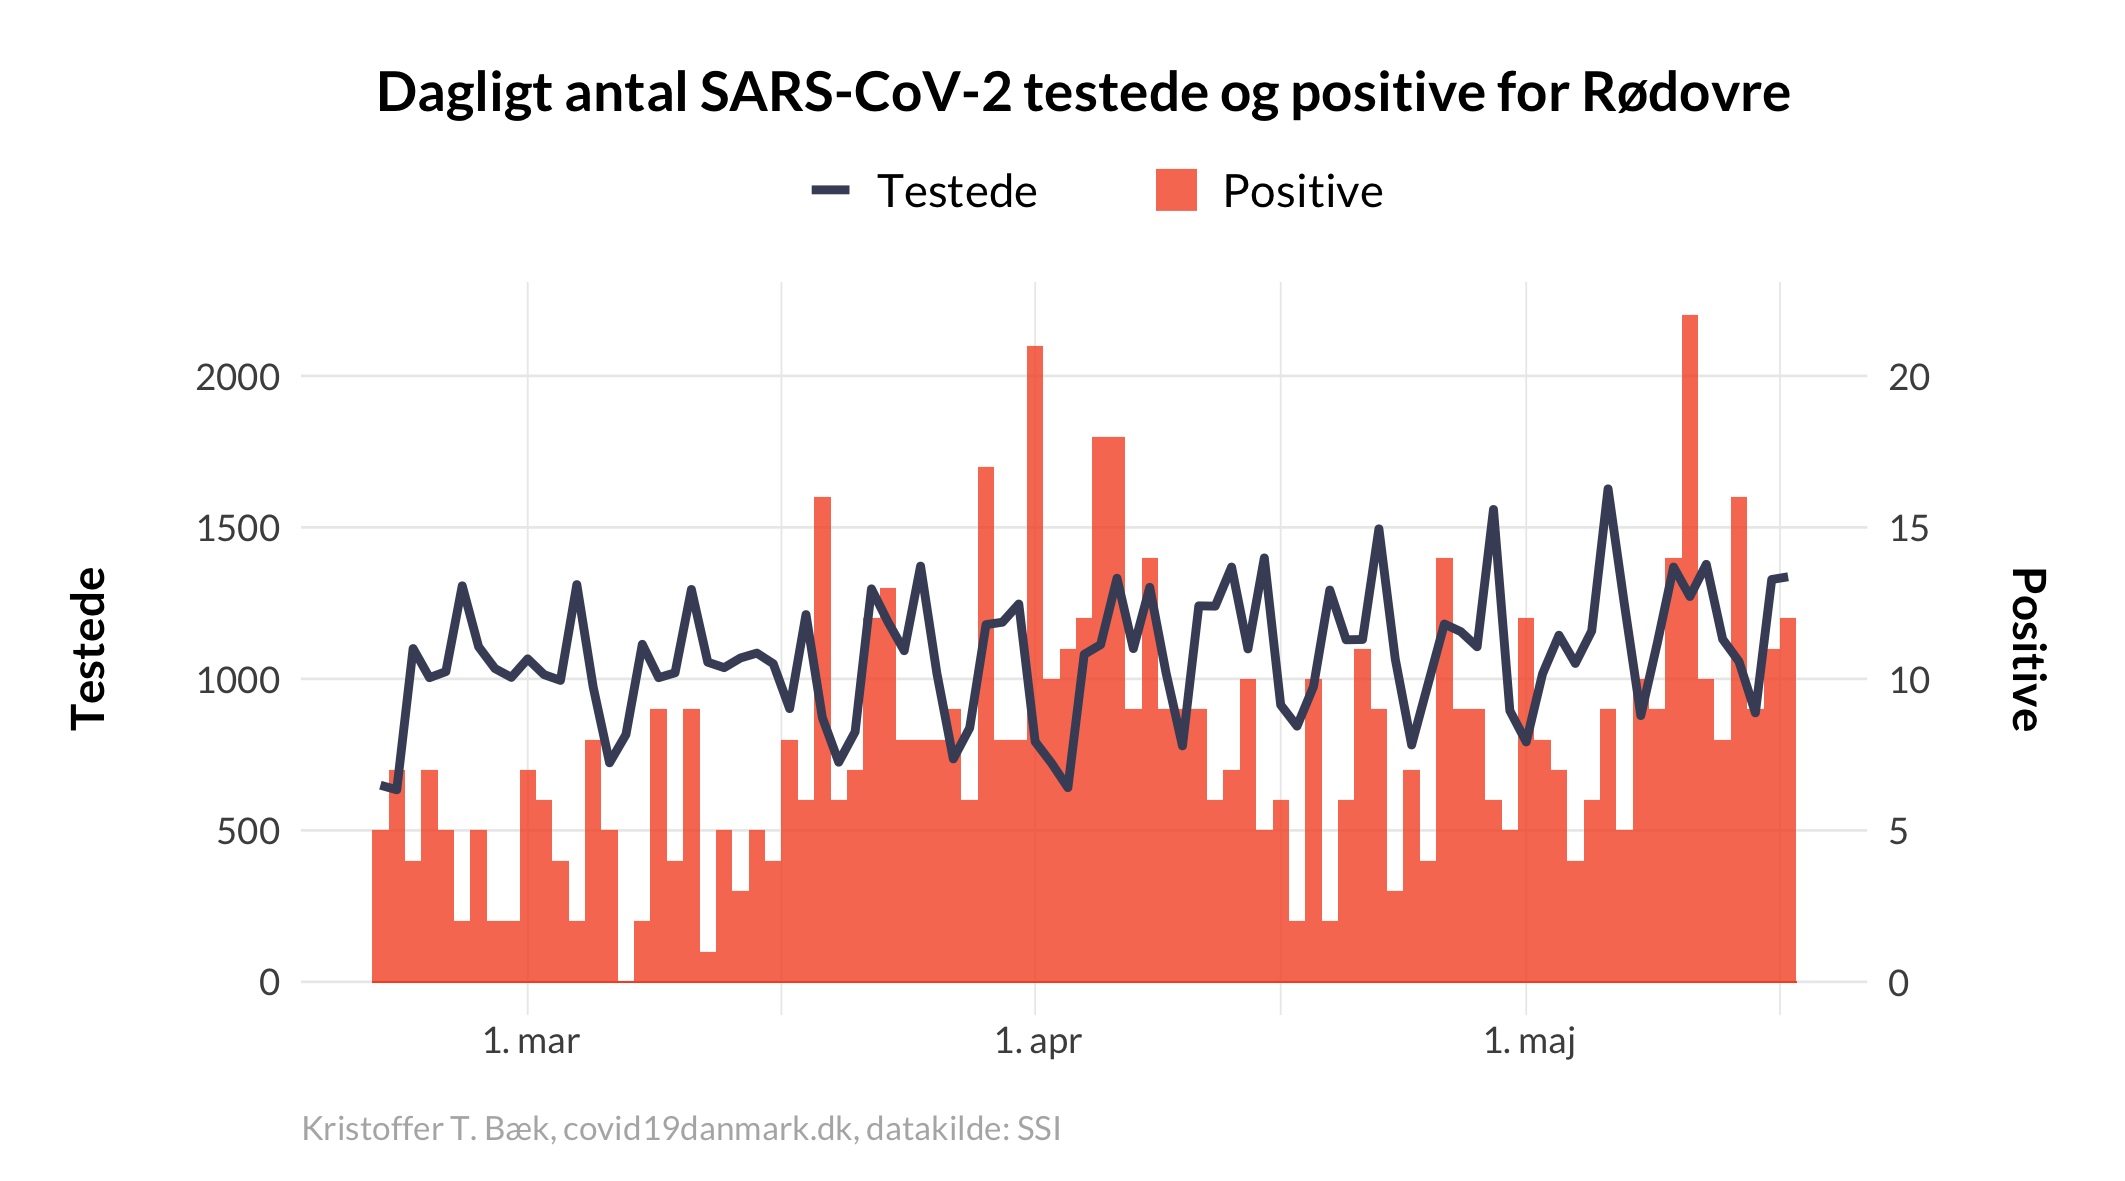 Dagligt antal SARS-CoV-2 testede og positive for Rødovre
Testede Positive
2000 20
1500 15
1000 10
500 5
0 0
Testede
Positive
1. mar 1. apr 1. maj
Kristoffer T. Bæk, covid19danmark.dk, datakilde: SSI